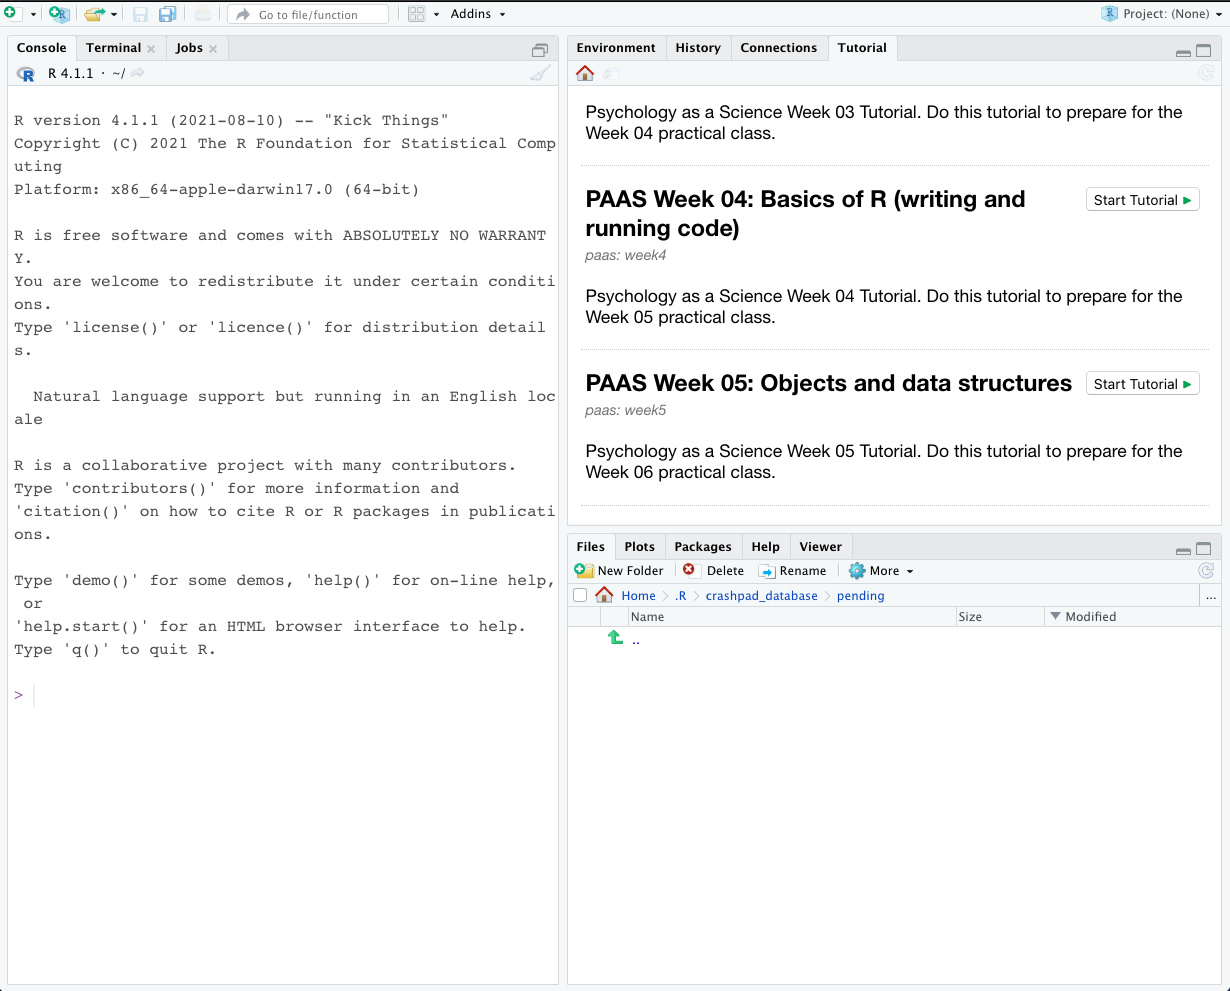 Go to file/function
Addins
Project: (None)
Console
Terminal
Jobs
R 4.1.1 · ~/
R version 4.1.1 (2021-08-10) -- "Kick Things"
Copyright (C) 2021 The R Foundation for Statistical Comp
uting
Platform: x86_64-apple-darwin17.0 (64-bit)
R is free software and comes with ABSOLUTELY NO WARRANT
Y.
You are welcome to redistribute it under certain conditi
ons.
Type 'license()' or 'licence()' for distribution detail
s.
Natural language support but running in an English loc
ale
R is a collaborative project with many contributors.
Type 'contributors()' for more information and
'citation()' on how to cite R or R packages in publicati
ons.
Type 'demo()' for some demos, 'help()' for on-line help,
or
'help.start()' for an HTML browser interface to help.
Type 'q()' to quit R.
>
Environment
History
Connections
Tutorial
Psychology as a Science Week 03 Tutorial. Do this tutorial to prepare for the
Week 04 practical class.
PAAS Week 04: Basics of R (writing and
running code)
Start Tutorial
paas: week4
Psychology as a Science Week 04 Tutorial. Do this tutorial to prepare for the
Week 05 practical class.
PAAS Week 05: Objects and data structures
Start Tutorial
paas: week5
Psychology as a Science Week 05 Tutorial. Do this tutorial to prepare for the
Week 06 practical class.
Files
Plots
Packages
Help
Viewer
New Folder
Delete
Rename
More
Home
.R
crashpad_database
pending
...
Name
Size
Modified
..